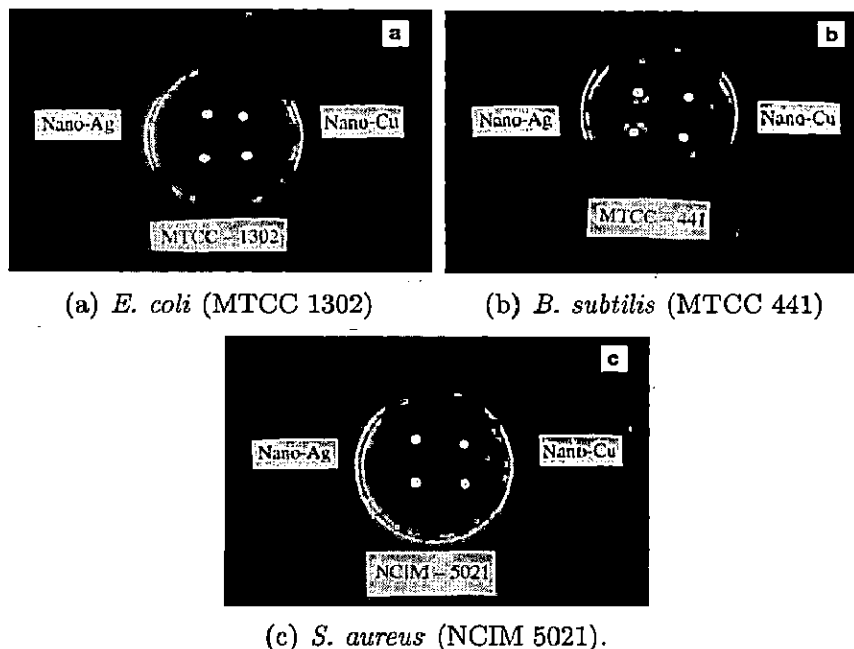 a
Nano-Ag
Nano-Cu
MTCC – 1302
(a) E. coli (MTCC 1302)
b
Nano-Ag
Nano-Cu
MTCC – 441
(b) B. subtilis (MTCC 441)
c
Nano-Ag
Nano-Cu
NCIM – 5021
(c) S. aureus (NCIM 5021).